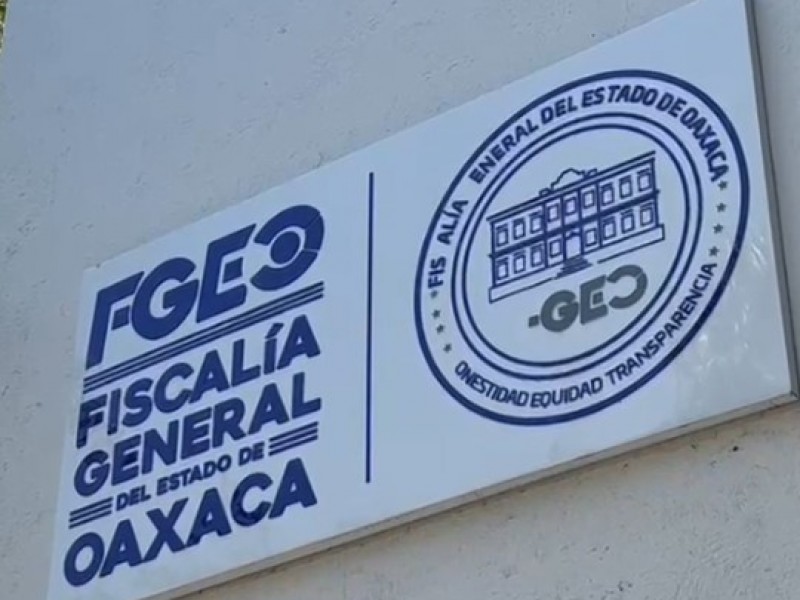 FGEO
FISCALÍA
GENERAL
DEL ESTADO DE
OAXACA
FIS ALÍA ENERAL DEL ESTADO DE OAXACA
GEO
ONESTIDAD EQUIDAD TRANSPARENCIA